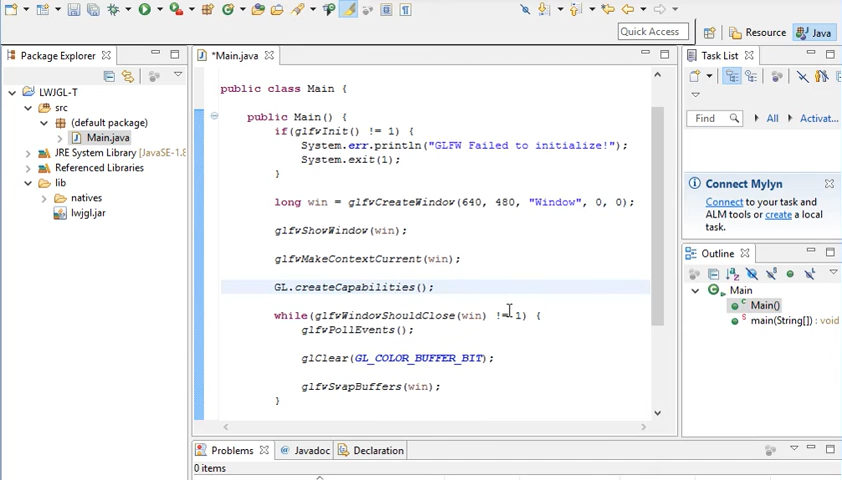 Quick Access
Resource
Java
Package Explorer
*Main.java
Task List
LWJGL-T
src
(default package)
Main.java
JRE System Library [JavaSE-1.8
Referenced Libraries
lib
natives
lwjgl.jar
public class Main {
public Main() {
if(glfwInit() != 1) {
System.err.println("GLFW Failed to initialize!");
System.exit(1);
}
long win = glfwCreateWindow(640, 480, "Window", 0, 0);
glfwShowWindow(win);
glfwMakeContextCurrent(win);
GL.createCapabilities();
while(glfwWindowShouldClose(win) != 1) {
glfwPollEvents();
glClear(GL_COLOR_BUFFER_BIT);
glfwSwapBuffers(win);
}
Find
All
Activat...
Connect Mylyn
Connect to your task and
ALM tools or create a local
task.
Outline
Main
Main()
main(String[]) : void
Problems
Javadoc
Declaration
0 items